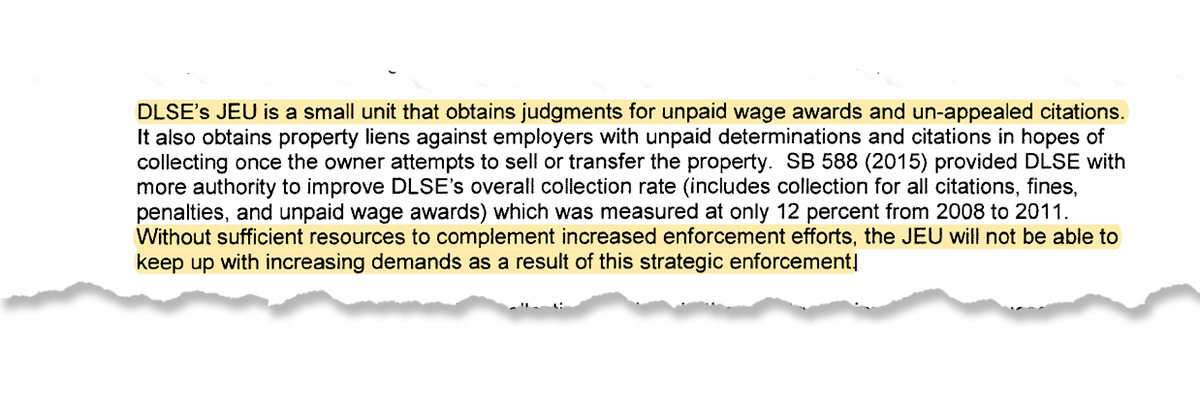 DLSE's JEU is a small unit that obtains judgments for unpaid wage awards and un-appealed citations.
It also obtains property liens against employers with unpaid determinations and citations in hopes of
collecting once the owner attempts to sell or transfer the property.  SB 588 (2015) provided DLSE with
more authority to improve DLSE's overall collection rate (includes collection for all citations, fines,
penalties, and unpaid wage awards) which was measured at only 12 percent from 2008 to 2011.
Without sufficient resources to complement increased enforcement efforts, the JEU will not be able to
keep up with increasing demands as a result of this strategic enforcement.